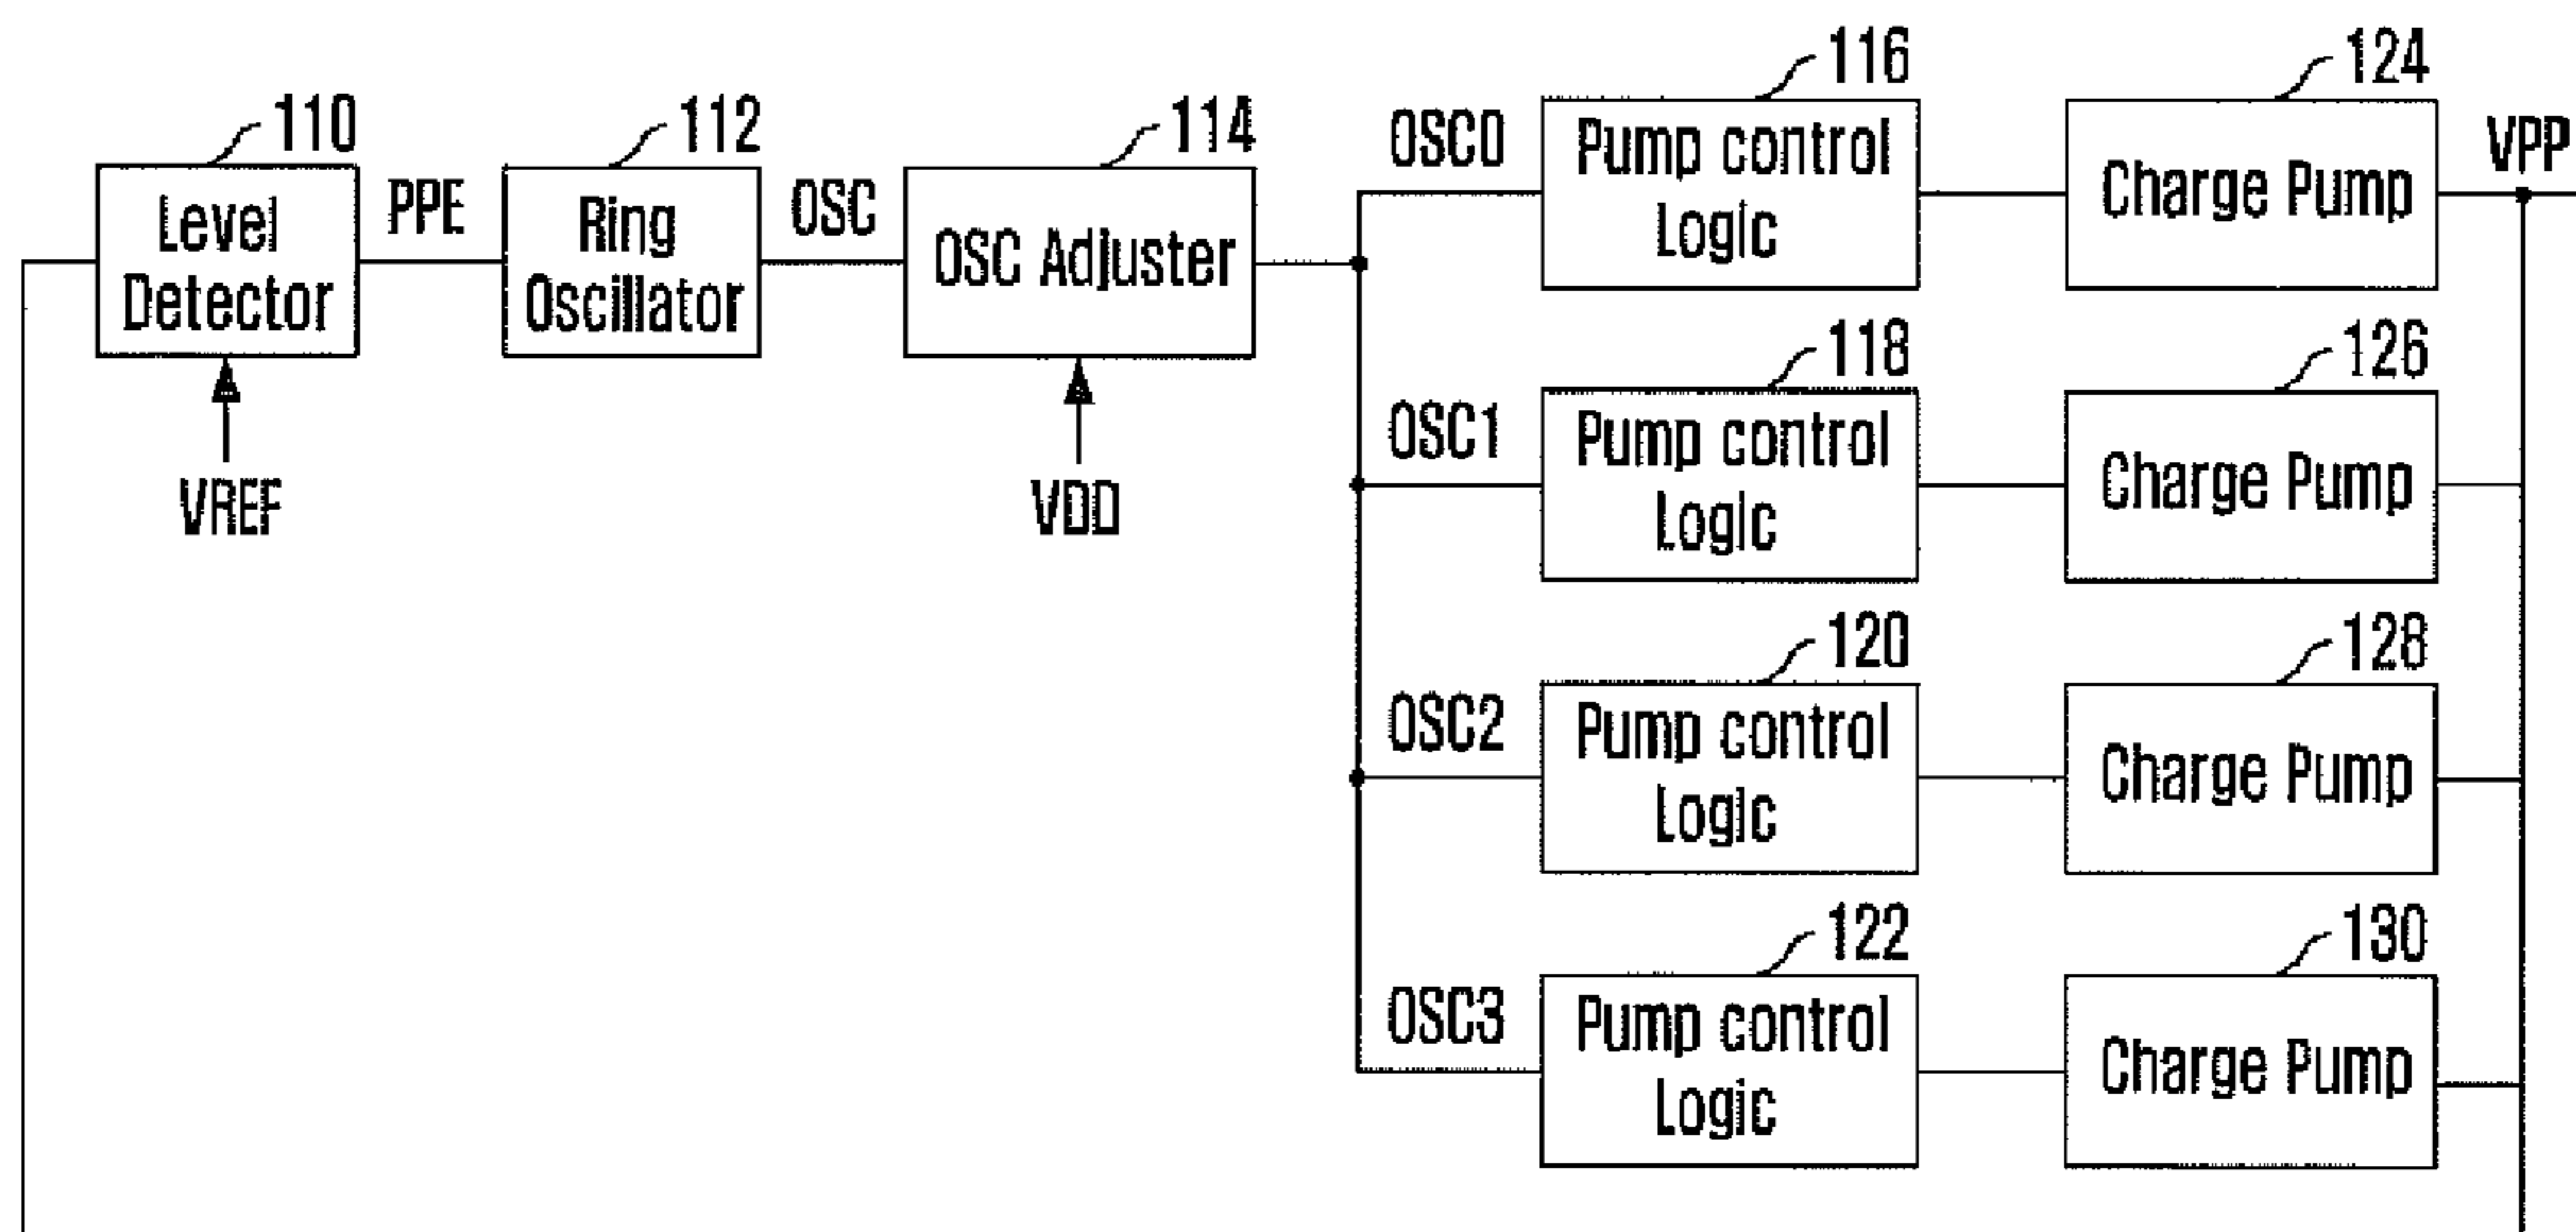 110
Level
Detector
VREF
PPE
112
Ring
Oscillator
OSC
114
OSC Adjuster
VDD
OSC0
116
Pump control
Logic
124
Charge Pump
VPP
OSC1
118
Pump control
Logic
126
Charge Pump
OSC2
120
Pump control
Logic
128
Charge Pump
OSC3
122
Pump control
Logic
130
Charge Pump